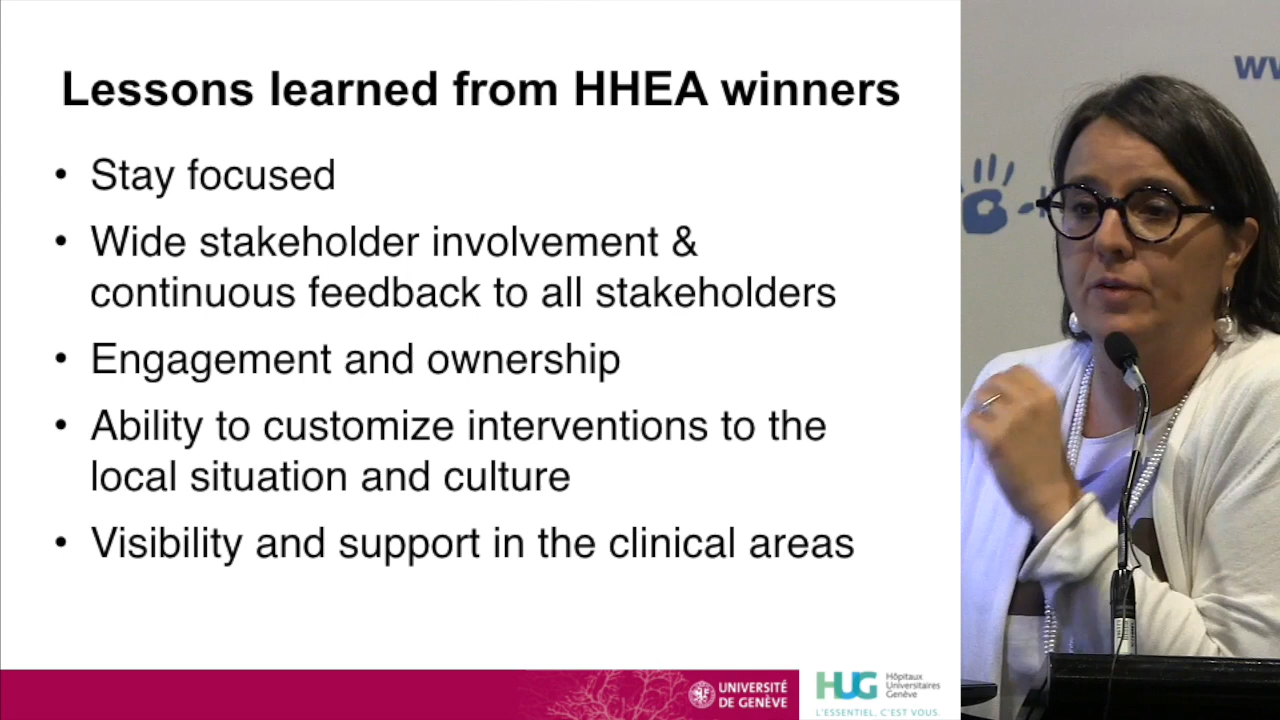 Lessons learned from HHEA winners
• Stay focused
• Wide stakeholder involvement &
continuous feedback to all stakeholders
• Engagement and ownership
• Ability to customize interventions to the
local situation and culture
• Visibility and support in the clinical areas
UNIVERSITÉ
DE GENÈVE
HUG
Hôpitaux
Universitaires
Genève
L'ESSENTIEL, C'EST VOUS.